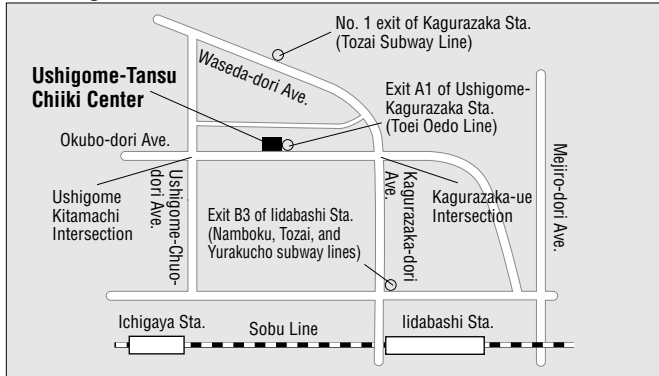 No. 1 exit of Kagurazaka Sta.
(Tozai Subway Line)
Waseda-dori Ave.
Ushigome-Tansu
Chiiki Center
Exit A1 of Ushigome-
Kagurazaka Sta.
(Toei Oedo Line)
Okubo-dori Ave.
Mejiro-dori Ave.
Ushigome
Kitamachi
Intersection
Ushigome-Chuo-
dori Ave.
Kagurazaka-dori
Ave.
Kagurazaka-ue
Intersection
Exit B3 of Iidabashi Sta.
(Namboku, Tozai, and
Yurakucho subway lines)
Ichigaya Sta.
Sobu Line
Iidabashi Sta.